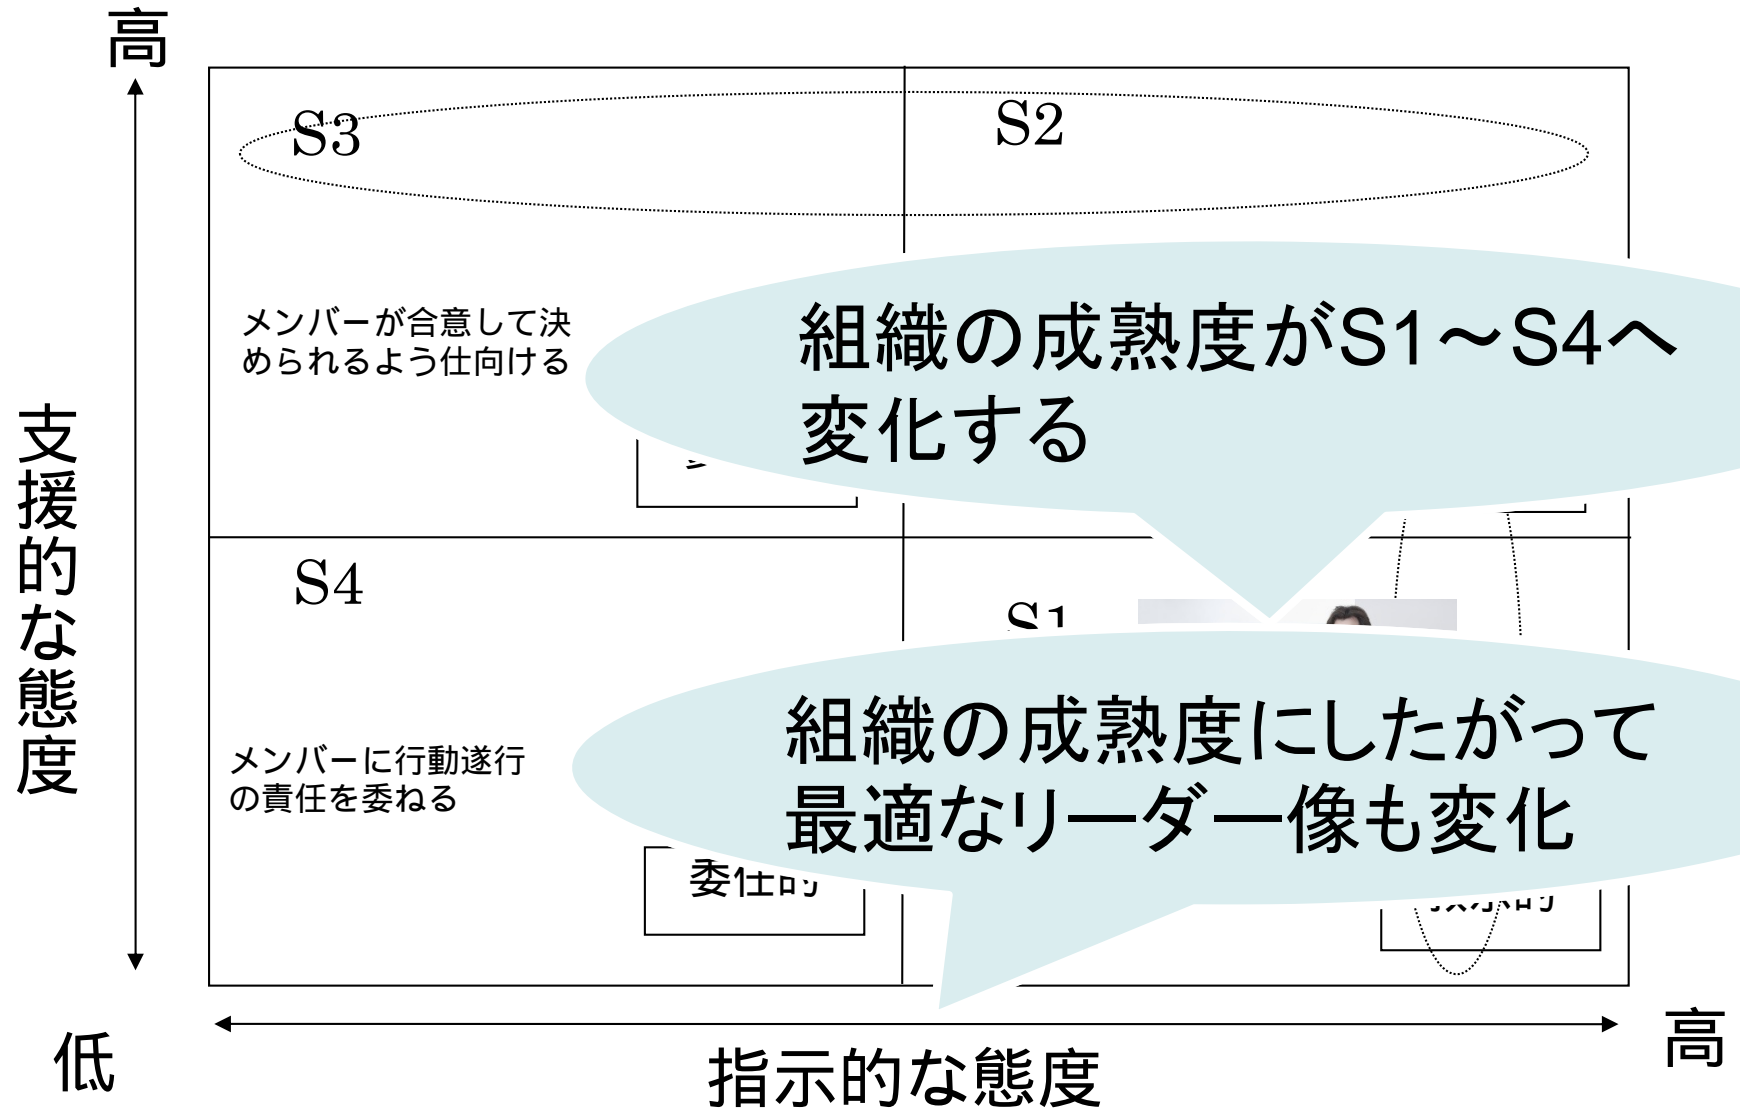 高
S3
S2
メンバーが合意して決
められるよう仕向ける
組織の成熟度がS1～S4へ
変化する
支援的な態度
S4
S1
メンバーに行動遂行
の責任を委ねる
組織の成熟度にしたがって
最適なリーダー像も変化
委任的
低
指示的な態度
高